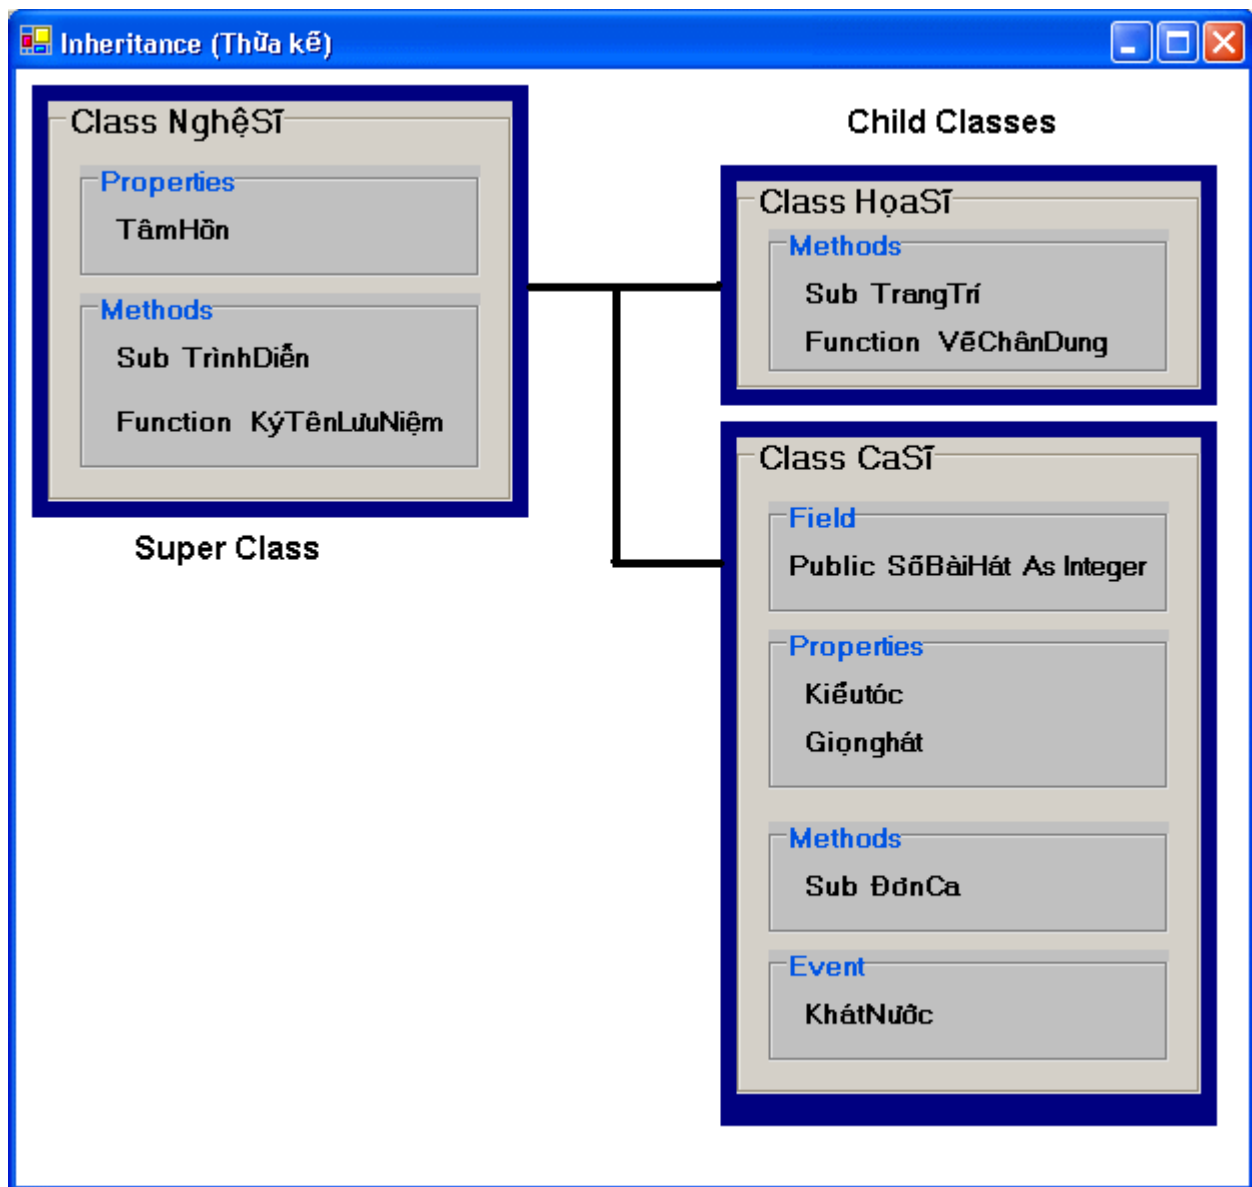 Inheritance (Thừa kế)
Class NghệSĩ
Properties
TâmHồn
Methods
Sub TrìnhDiễn
Function KýTênLưuNiệm
Super Class
Child Classes
Class HọaSĩ
Methods
Sub TrangTrí
Function VẽChânDung
Class CaSĩ
Field
Public SốBàiHát As Integer
Properties
Kiểutóc
Giọnghát
Methods
Sub ĐơnCa
Event
KhátNước